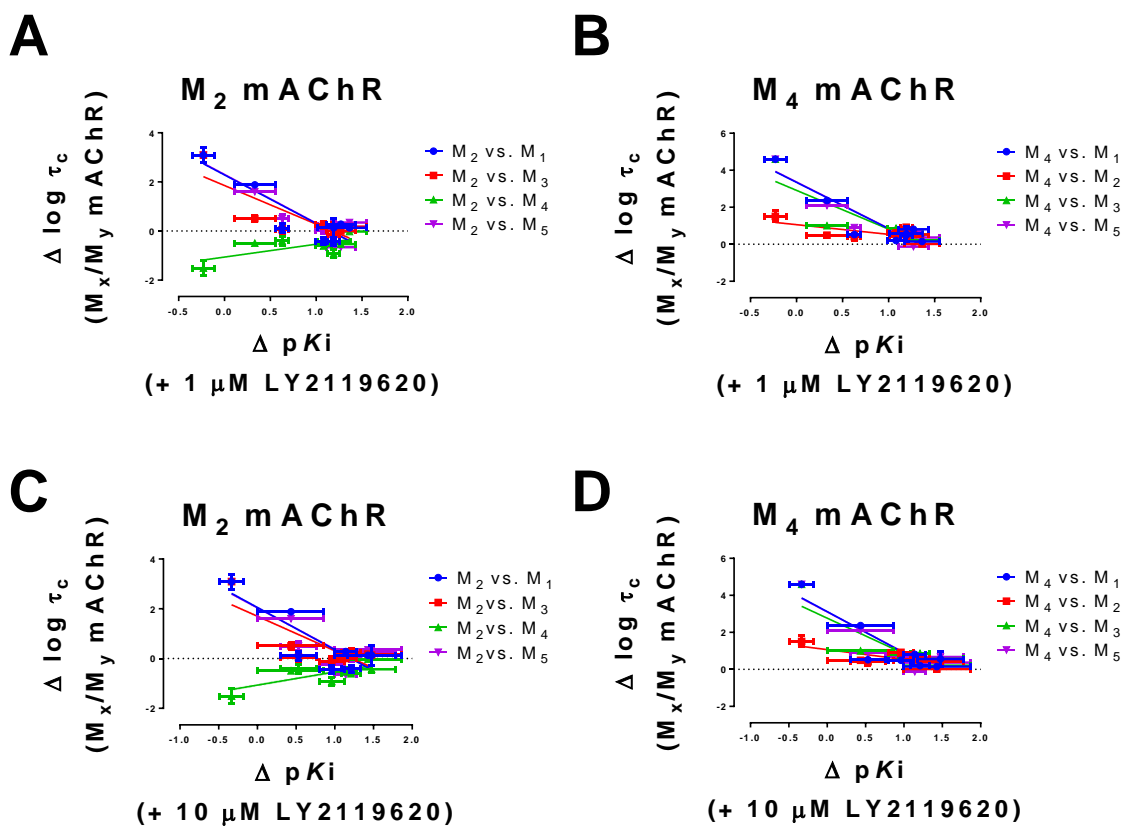 A
M2 mAChR
Δ log τc
(Mx/My mAChR)
4
2
0
-2
-0.5 0.0 0.5 1.0 1.5 2.0
Δ pKi
(+ 1 μM LY2119620)
M2 vs. M1
M2 vs. M3
M2 vs. M4
M2 vs. M5
B
M4 mAChR
Δ log τc
(Mx/My mAChR)
6
4
2
0
-2
-0.5 0.0 0.5 1.0 1.5 2.0
Δ pKi
(+ 1 μM LY2119620)
M4 vs. M1
M4 vs. M2
M4 vs. M3
M4 vs. M5
C
M2 mAChR
Δ log τc
(Mx/My mAChR)
4
2
0
-2
-1.0 -0.5 0.0 0.5 1.0 1.5 2.0
Δ pKi
(+ 10 μM LY2119620)
M2 vs. M1
M2vs. M3
M2vs. M4
M2vs. M5
D
M4 mAChR
Δ log τc
(Mx/My mAChR)
6
4
2
0
-2
-1.0 -0.5 0.0 0.5 1.0 1.5 2.0
Δ pKi
(+ 10 μM LY2119620)
M4 vs. M1
M4 vs. M2
M4 vs. M3
M4 vs. M5